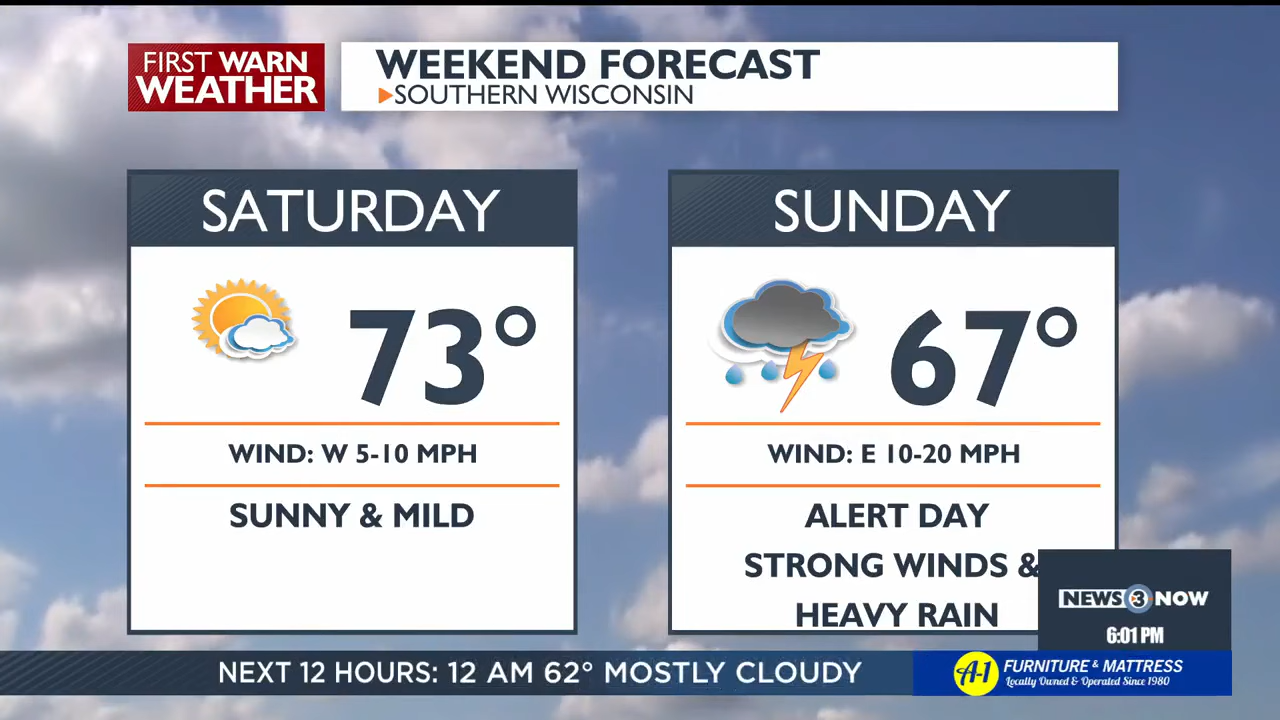 FIRST WARN
WEATHER
WEEKEND FORECAST
SOUTHERN WISCONSIN
SATURDAY
73°
WIND: W 5-10 MPH
SUNNY & MILD
SUNDAY
67°
WIND: E 10-20 MPH
ALERT DAY
STRONG WINDS &
HEAVY RAIN
NEWS 3 NOW
6:01 PM
NEXT 12 HOURS: 12 AM 62° MOSTLY CLOUDY
A-1
FURNITURE & MATTRESS
Locally Owned & Operated Since 1980